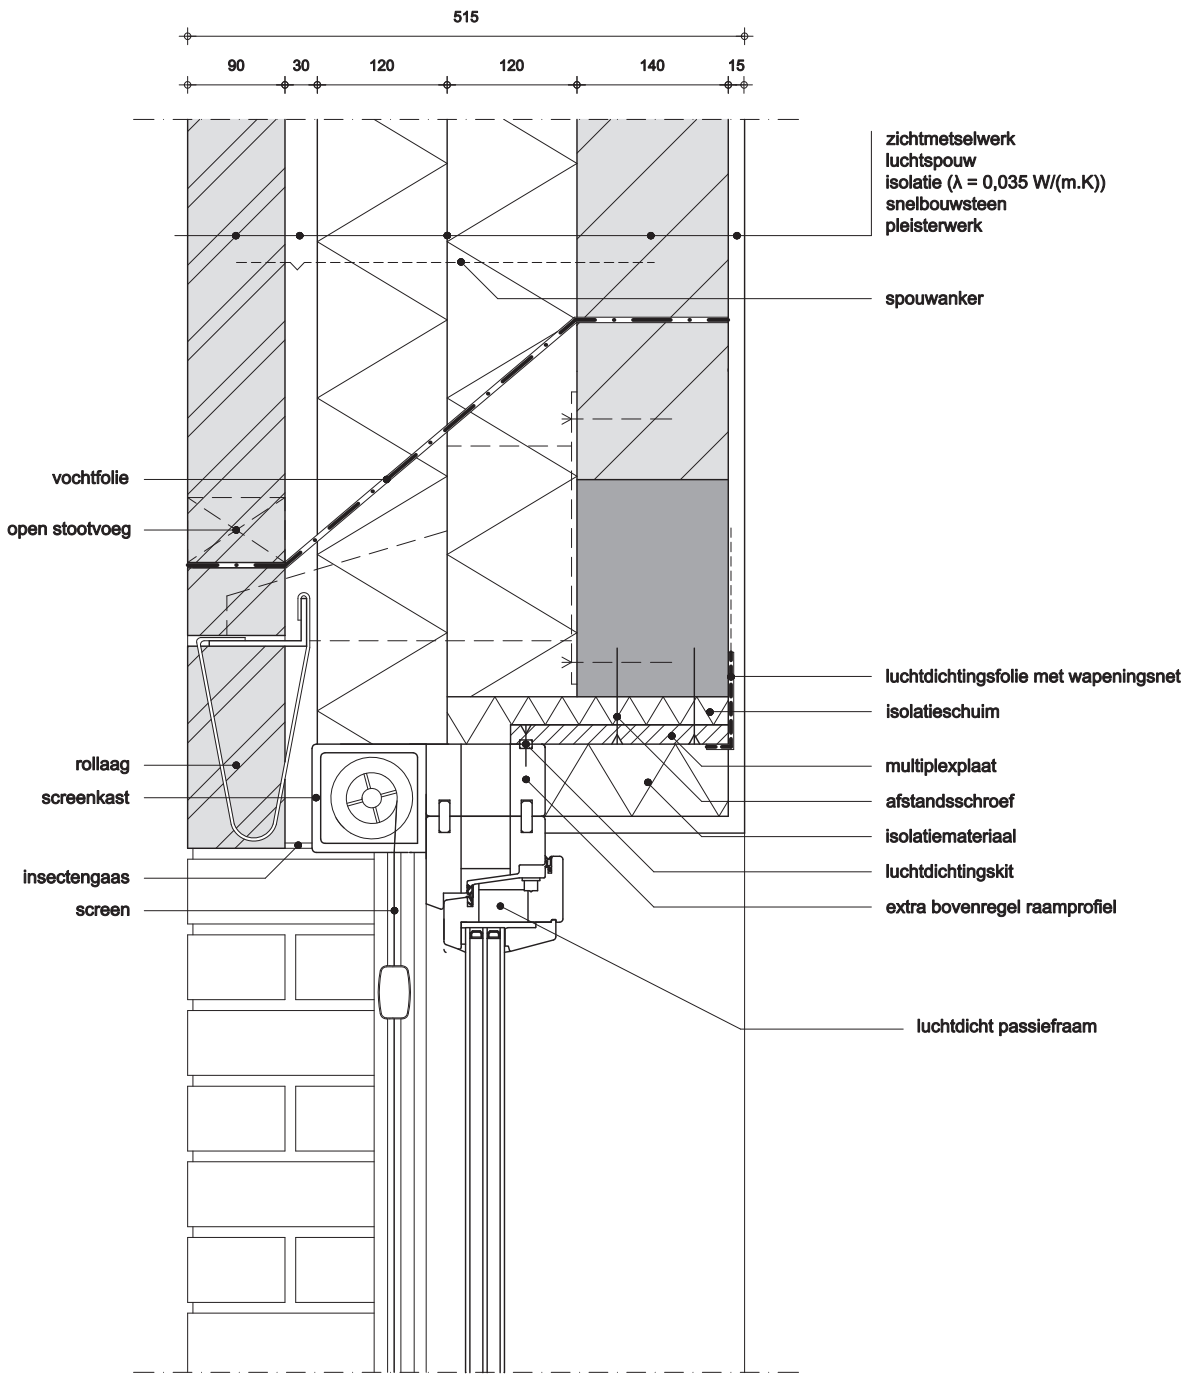 515
90 30 120 120 140 15
zichtmetselwerk
luchtspouw
isolatie (λ = 0,035 W/(m.K))
snelbouwsteen
pleisterwerk
spouwanker
vochtfolie
open stootvoeg
luchtdichtingsfolie met wapeningsnet
isolatieschuim
rollaag
multiplexplaat
screenkast
afstandsschroef
isolatiemateriaal
insectengaas
luchtdichtingskit
screen
extra bovenregel raamprofiel
luchtdicht passiefraam